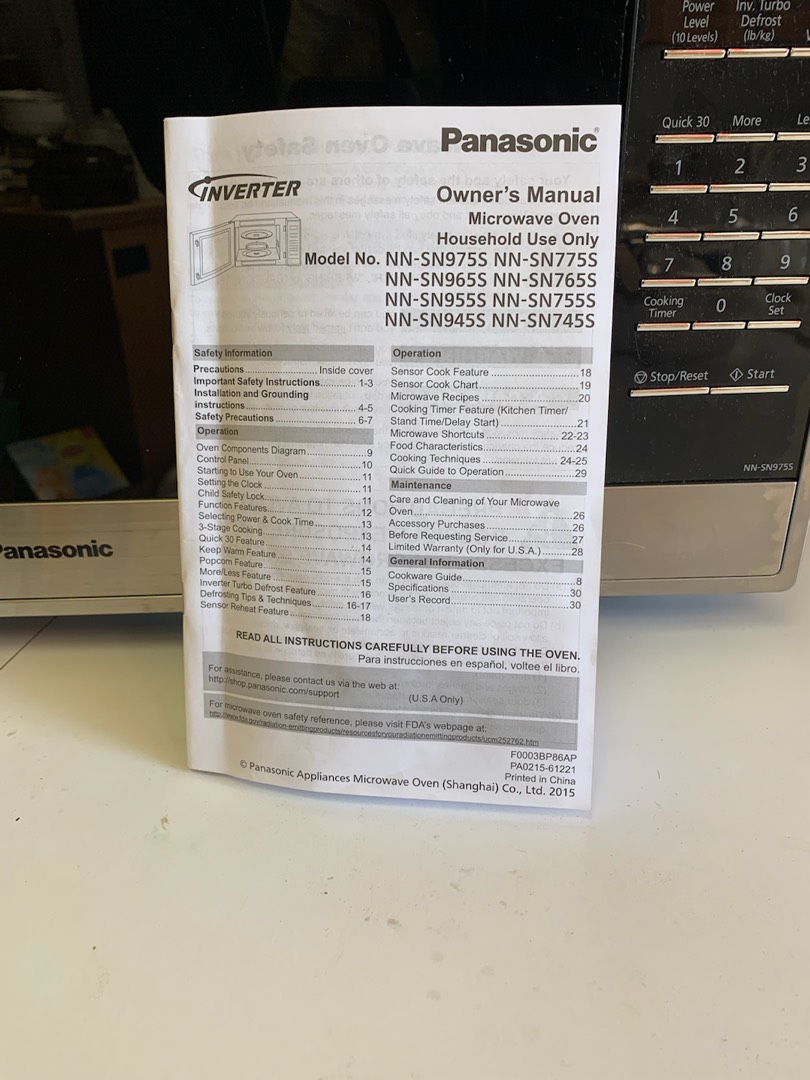 Power
Level
(10 Levels)
Inv. Turbo
Defrost
(lb/kg)
Quick 30
More
1
2
3
4
5
6
7
8
9
Cooking
Timer
0
Clock
Set
Stop/Reset
Start
NN-SN975S
Panasonic
Panasonic®
INVERTER
Owner's Manual
Microwave Oven
Household Use Only
Model No. NN-SN975S NN-SN775S
NN-SN965S NN-SN765S
NN-SN955S NN-SN755S
NN-SN945S NN-SN745S
Safety Information
Precautions........................Inside cover
Important Safety Instructions............ 1-3
Installation and Grounding
instructions.................................... 4-5
Safety Precautions ........................... 6-7
Operation
Oven Components Diagram...................9
Control Panel....................................10
Starting to Use Your Oven...................11
Setting the Clock ..............................11
Child Safety Lock..............................11
Function Features.............................12
Selecting Power & Cook Time..............13
3-Stage Cooking...............................13
Quick 30 Feature..............................14
Keep Warm Feature ..........................14
Popcorn Feature...............................15
More/Less Feature ...........................15
Inverter Turbo Defrost Feature ............16
Defrosting Tips & Techniques .......... 16-17
Sensor Reheat Feature.......................18
Operation
Sensor Cook Feature ..........................18
Sensor Cook Chart..............................19
Microwave Recipes ............................20
Cooking Timer Feature (Kitchen Timer/
Stand Time/Delay Start) ......................21
Microwave Shortcuts ...................... 22-23
Food Characteristics...........................24
Cooking Techniques ....................... 24-25
Quick Guide to Operation.....................29
Maintenance
Care and Cleaning of Your Microwave
Oven................................................26
Accessory Purchases..........................26
Before Requesting Service...................27
Limited Warranty (Only for U.S.A.)........28
General Information
Cookware Guide.................................8
Specifications ...................................30
User's Record....................................30
READ ALL INSTRUCTIONS CAREFULLY BEFORE USING THE OVEN.
Para instrucciones en español, voltee el libro.
For assistance, please contact us via the web at:
http://shop.panasonic.com/support (U.S.A Only)
For microwave oven safety reference, please visit FDA's webpage at:
http://www.fda.gov/radiation-emittingproducts/resourcesforyouradiationemittingproducts/ucm252762.htm
F0003BP86AP
PA0215-61221
Printed in China
© Panasonic Appliances Microwave Oven (Shanghai) Co., Ltd. 2015